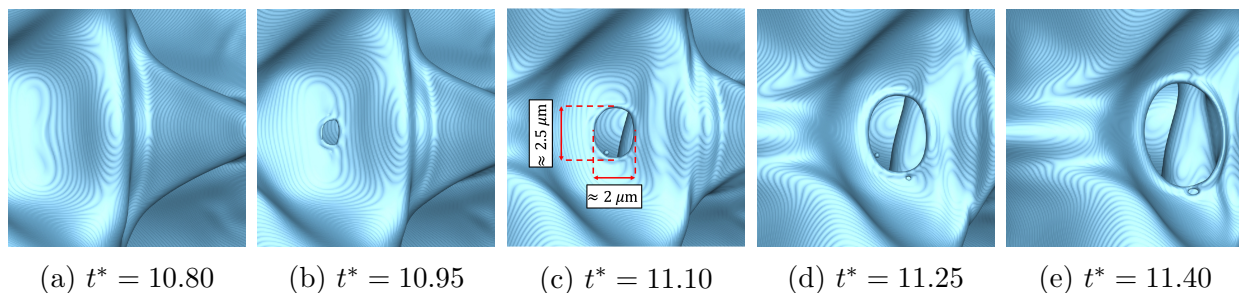 ≈ 2.5 μm
≈ 2 μm
(a) t* = 10.80
(b) t* = 10.95
(c) t* = 11.10
(d) t* = 11.25
(e) t* = 11.40